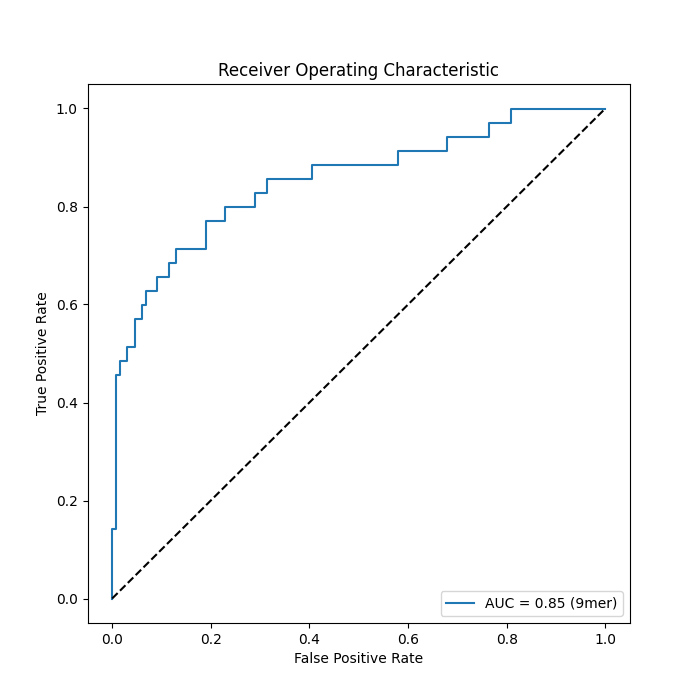 Receiver Operating Characteristic
1.0
0.8
0.6
0.4
0.2
0.0
True Positive Rate
AUC = 0.85 (9mer)
0.0 0.2 0.4 0.6 0.8 1.0
False Positive Rate